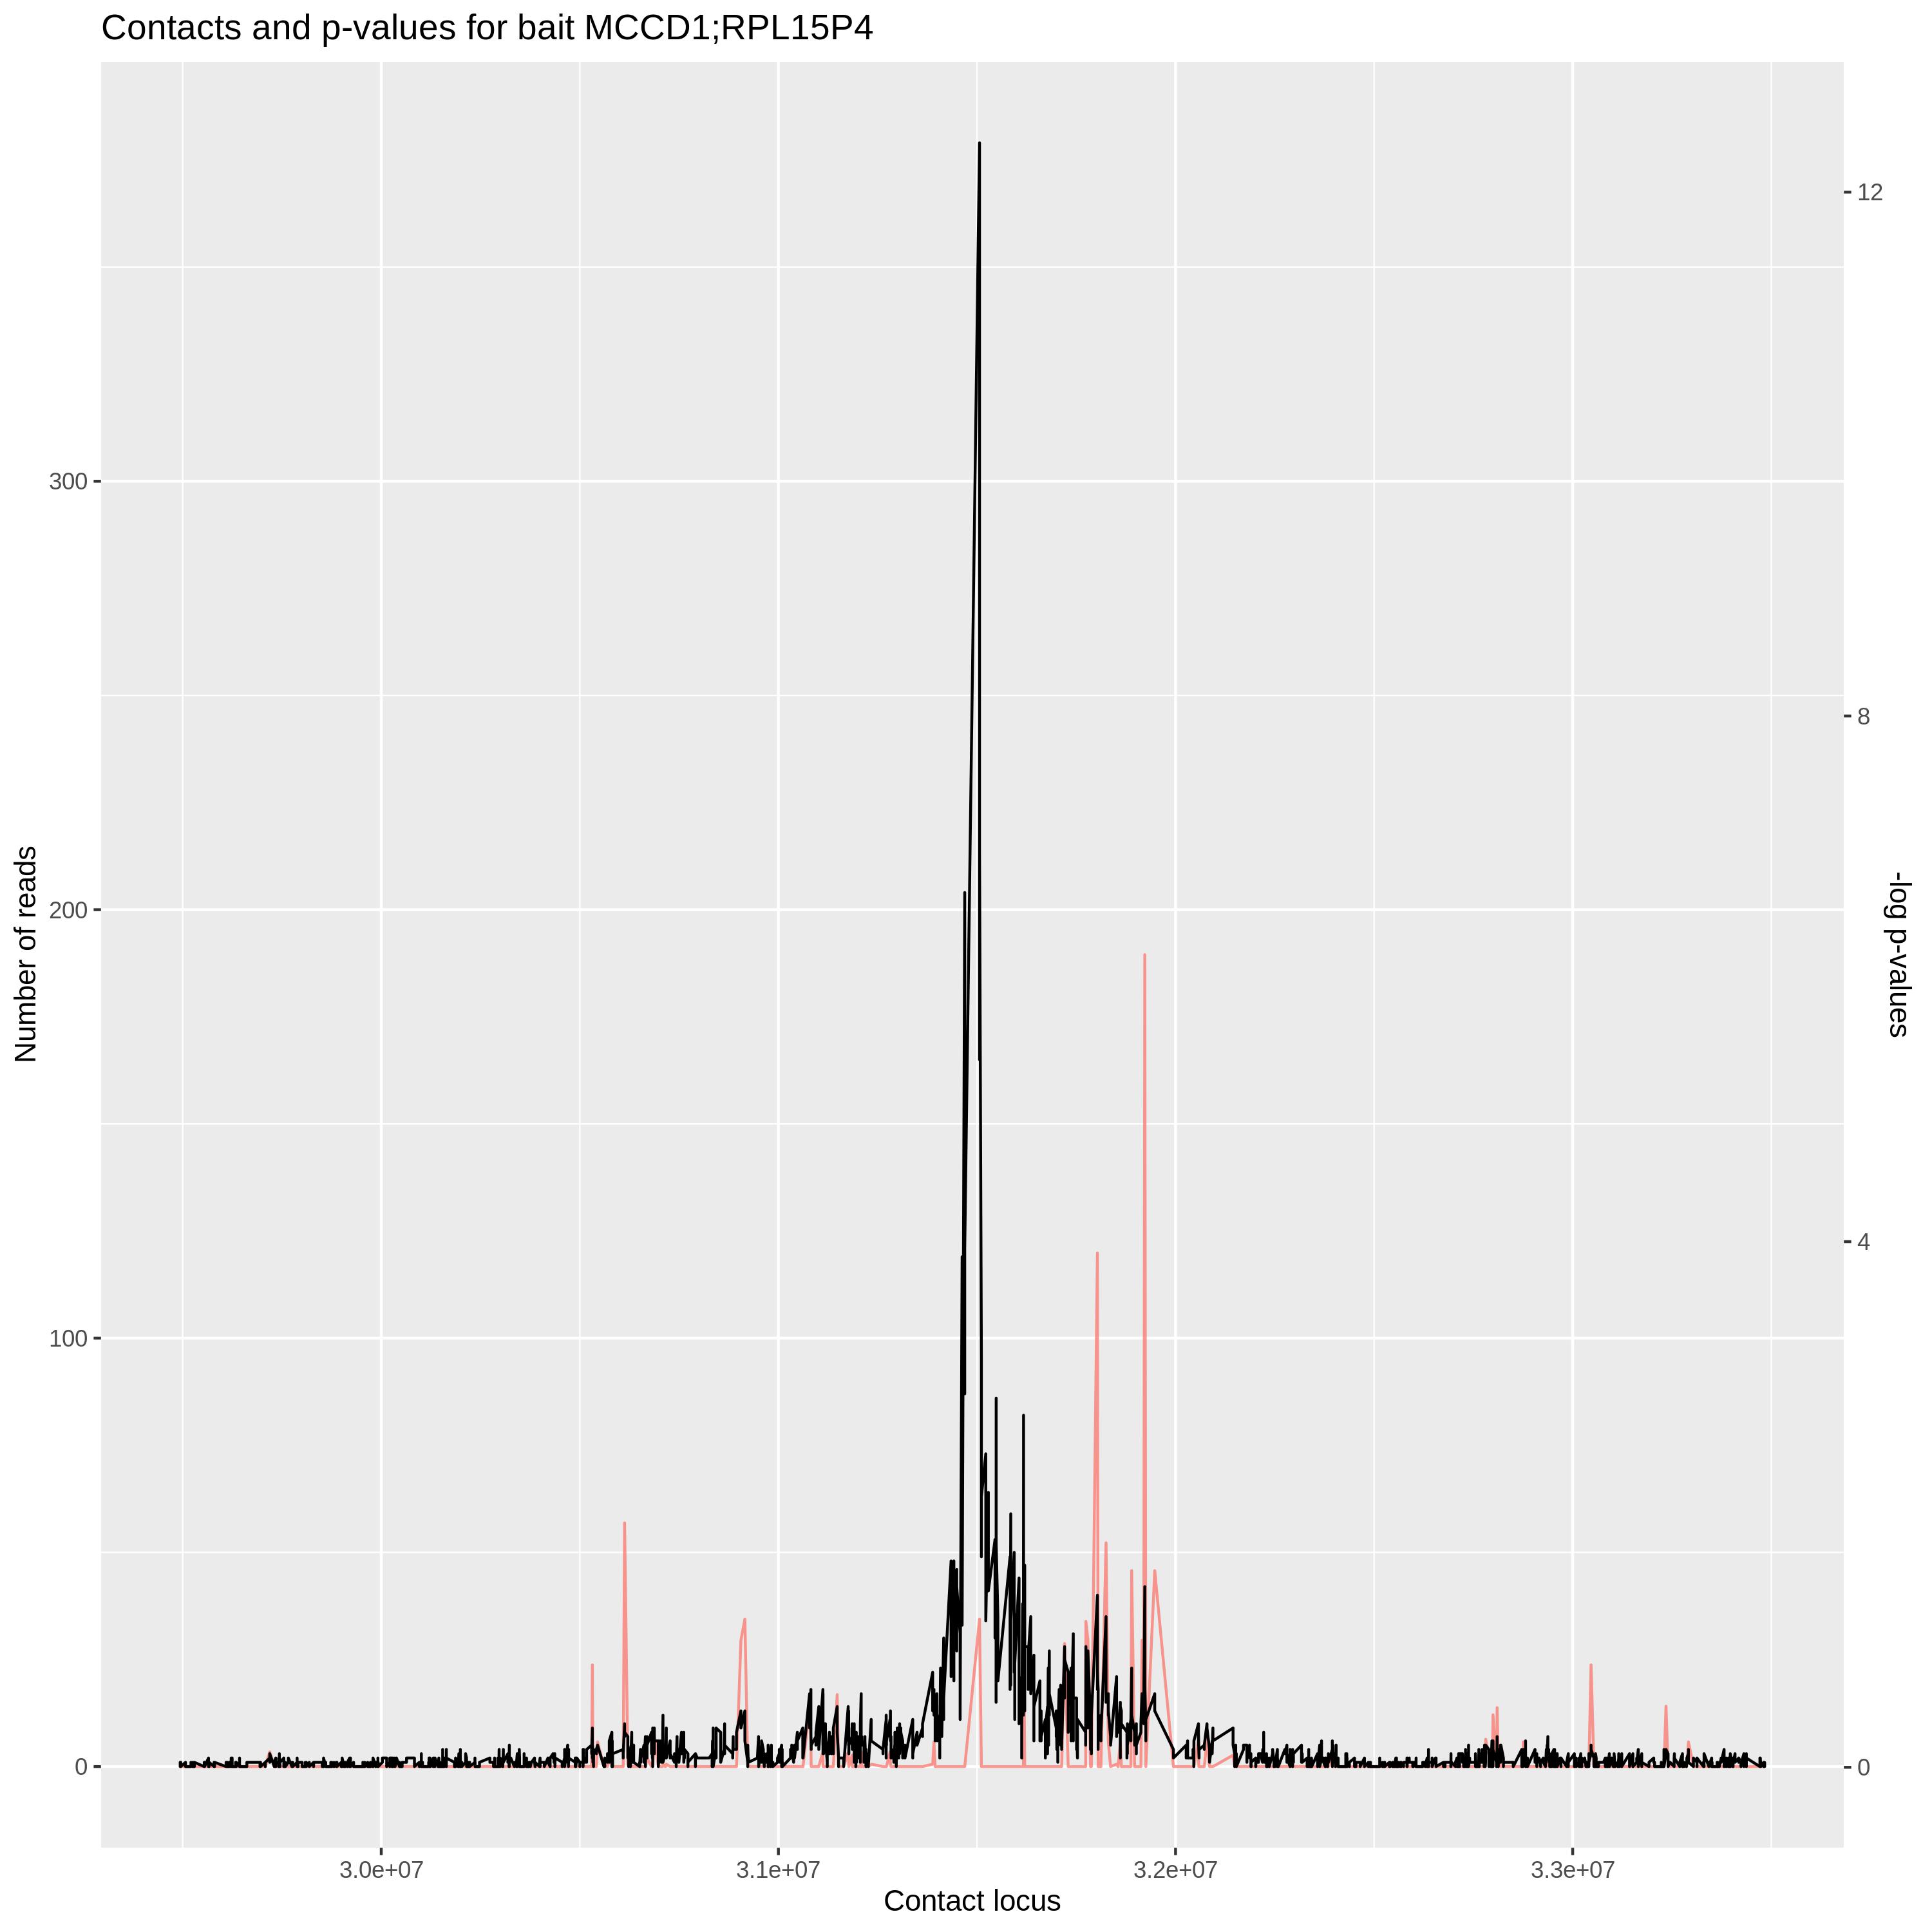 Contacts and p-values for bait MCCD1;RPL15P4
Number of reads
300
200
100
0
12
8
4
0
-log p-values
3.0e+07
3.1e+07
3.2e+07
3.3e+07
Contact locus